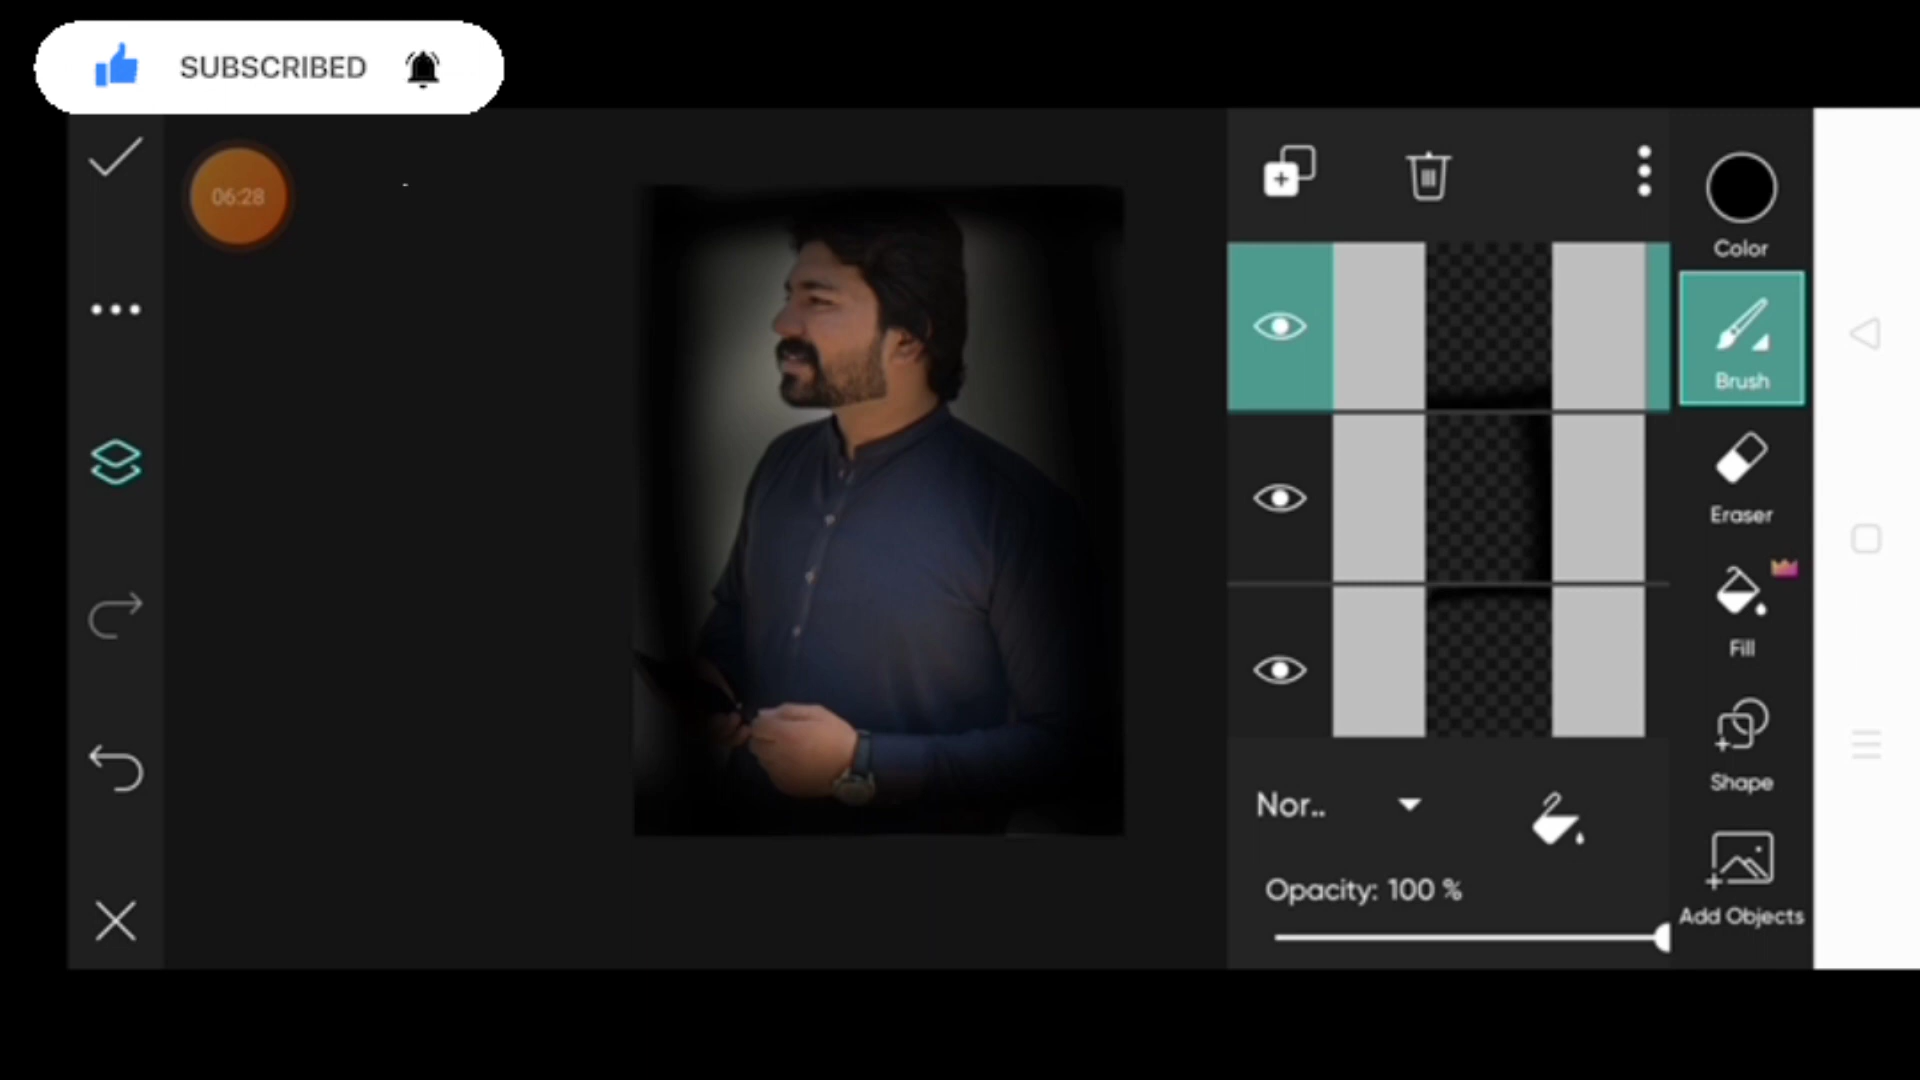 SUBSCRIBED
06:28
Color
Brush
Eraser
Fill
Shape
Nor..
Opacity: 100 %
Add Objects